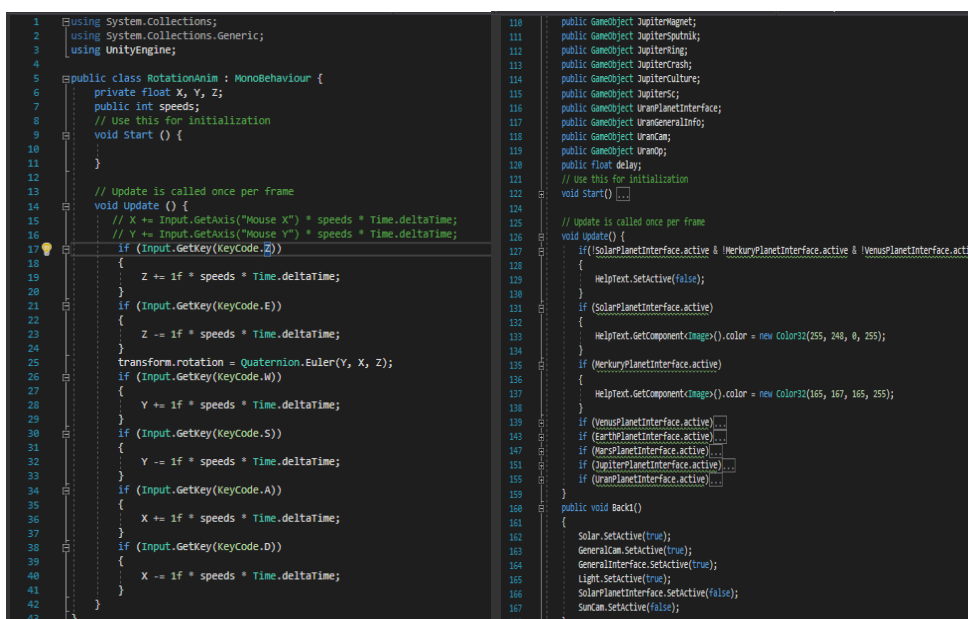 1 using System.Collections;
2 using System.Collections.Generic;
3 using UnityEngine;
4
5 public class RotationAnim : MonoBehaviour {
6 private float X, Y, Z;
7 public int speeds;
8 // Use this for initialization
9 void Start () {
10
11 }
12
13 // Update is called once per frame
14 void Update () {
15 // X += Input.GetAxis("Mouse X") * speeds * Time.deltaTime;
16 // Y += Input.GetAxis("Mouse Y") * speeds * Time.deltaTime;
17 if (Input.GetKey(KeyCode.Z))
18 {
19 Z += 1f * speeds * Time.deltaTime;
20 }
21 if (Input.GetKey(KeyCode.E))
22 {
23 Z -= 1f * speeds * Time.deltaTime;
24 }
25 transform.rotation = Quaternion.Euler(Y, X, Z);
26 if (Input.GetKey(KeyCode.W))
27 {
28 Y += 1f * speeds * Time.deltaTime;
29 }
30 if (Input.GetKey(KeyCode.S))
31 {
32 Y -= 1f * speeds * Time.deltaTime;
33 }
34 if (Input.GetKey(KeyCode.A))
35 {
36 X += 1f * speeds * Time.deltaTime;
37 }
38 if (Input.GetKey(KeyCode.D))
39 {
40 X -= 1f * speeds * Time.deltaTime;
41 }
42 }
43 }
110 public GameObject JupiterMagnet;
111 public GameObject JupiterSputnik;
112 public GameObject JupiterRing;
113 public GameObject JupiterCrash;
114 public GameObject JupiterCulture;
115 public GameObject JupiterSc;
116 public GameObject UranPlanetInterface;
117 public GameObject UranGeneralInfo;
118 public GameObject UranCam;
119 public GameObject UranOp;
120 public float delay;
121 // Use this for initialization
122 void Start() ...
124
125 // Update is called once per frame
126 void Update() {
127 if(!SolarPlanetInterface.active & !MerkuryPlanetInterface.active & !VenusPlanetInterface.acti
128 {
129 HelpText.SetActive(false);
130 }
131 if (SolarPlanetInterface.active)
132 {
133 HelpText.GetComponent<Image>().color = new Color32(255, 248, 0, 255);
134 }
135 if (MerkuryPlanetInterface.active)
136 {
137 HelpText.GetComponent<Image>().color = new Color32(165, 167, 165, 255);
138 }
139 if (VenusPlanetInterface.active)...
143 if (EarthPlanetInterface.active)...
147 if (MarsPlanetInterface.active)...
151 if (JupiterPlanetInterface.active)...
155 if (UranPlanetInterface.active)...
159 }
160 public void Back1()
161 {
162 Solar.SetActive(true);
163 GeneralCam.SetActive(true);
164 GeneralInterface.SetActive(true);
165 Light.SetActive(true);
166 SolarPlanetInterface.SetActive(false);
167 SunCam.SetActive(false);